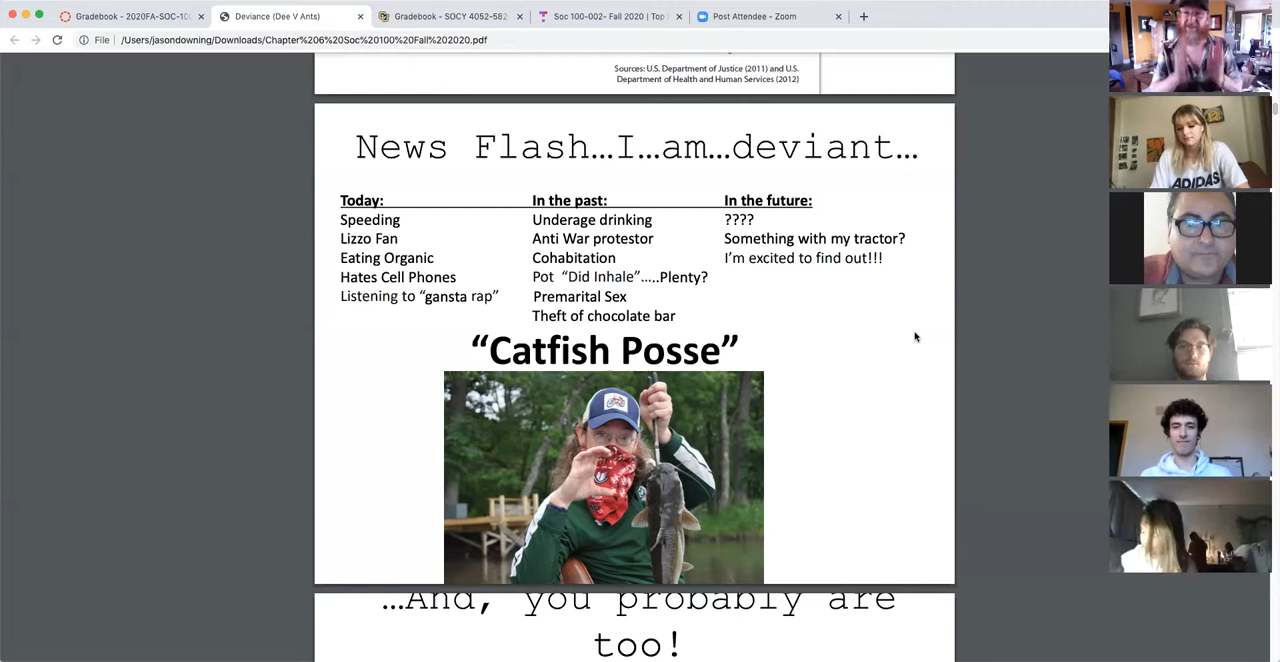 Gradebook - 2020FA-SOC-10
Deviance (Dee V Ants)
Gradebook - SOCY 4052-582
Soc 100-002- Fall 2020 | Top
Post Attendee - Zoom
File
/Users/jasondowning/Downloads/Chapter%206%20Soc%20100%20Fall%202020.pdf
Sources: U.S. Department of Justice (2011) and U.S.
Department of Health and Human Services (2012)
News Flash…I…am…deviant…
Today:
Speeding
Lizzo Fan
Eating Organic
Hates Cell Phones
Listening to “gansta rap”
In the past:
Underage drinking
Anti War protestor
Cohabitation
Pot “Did Inhale”…..Plenty?
Premarital Sex
Theft of chocolate bar
In the future:
????
Something with my tractor?
I’m excited to find out!!!
“Catfish Posse”
…And, you probably are
too!
ADIDAS